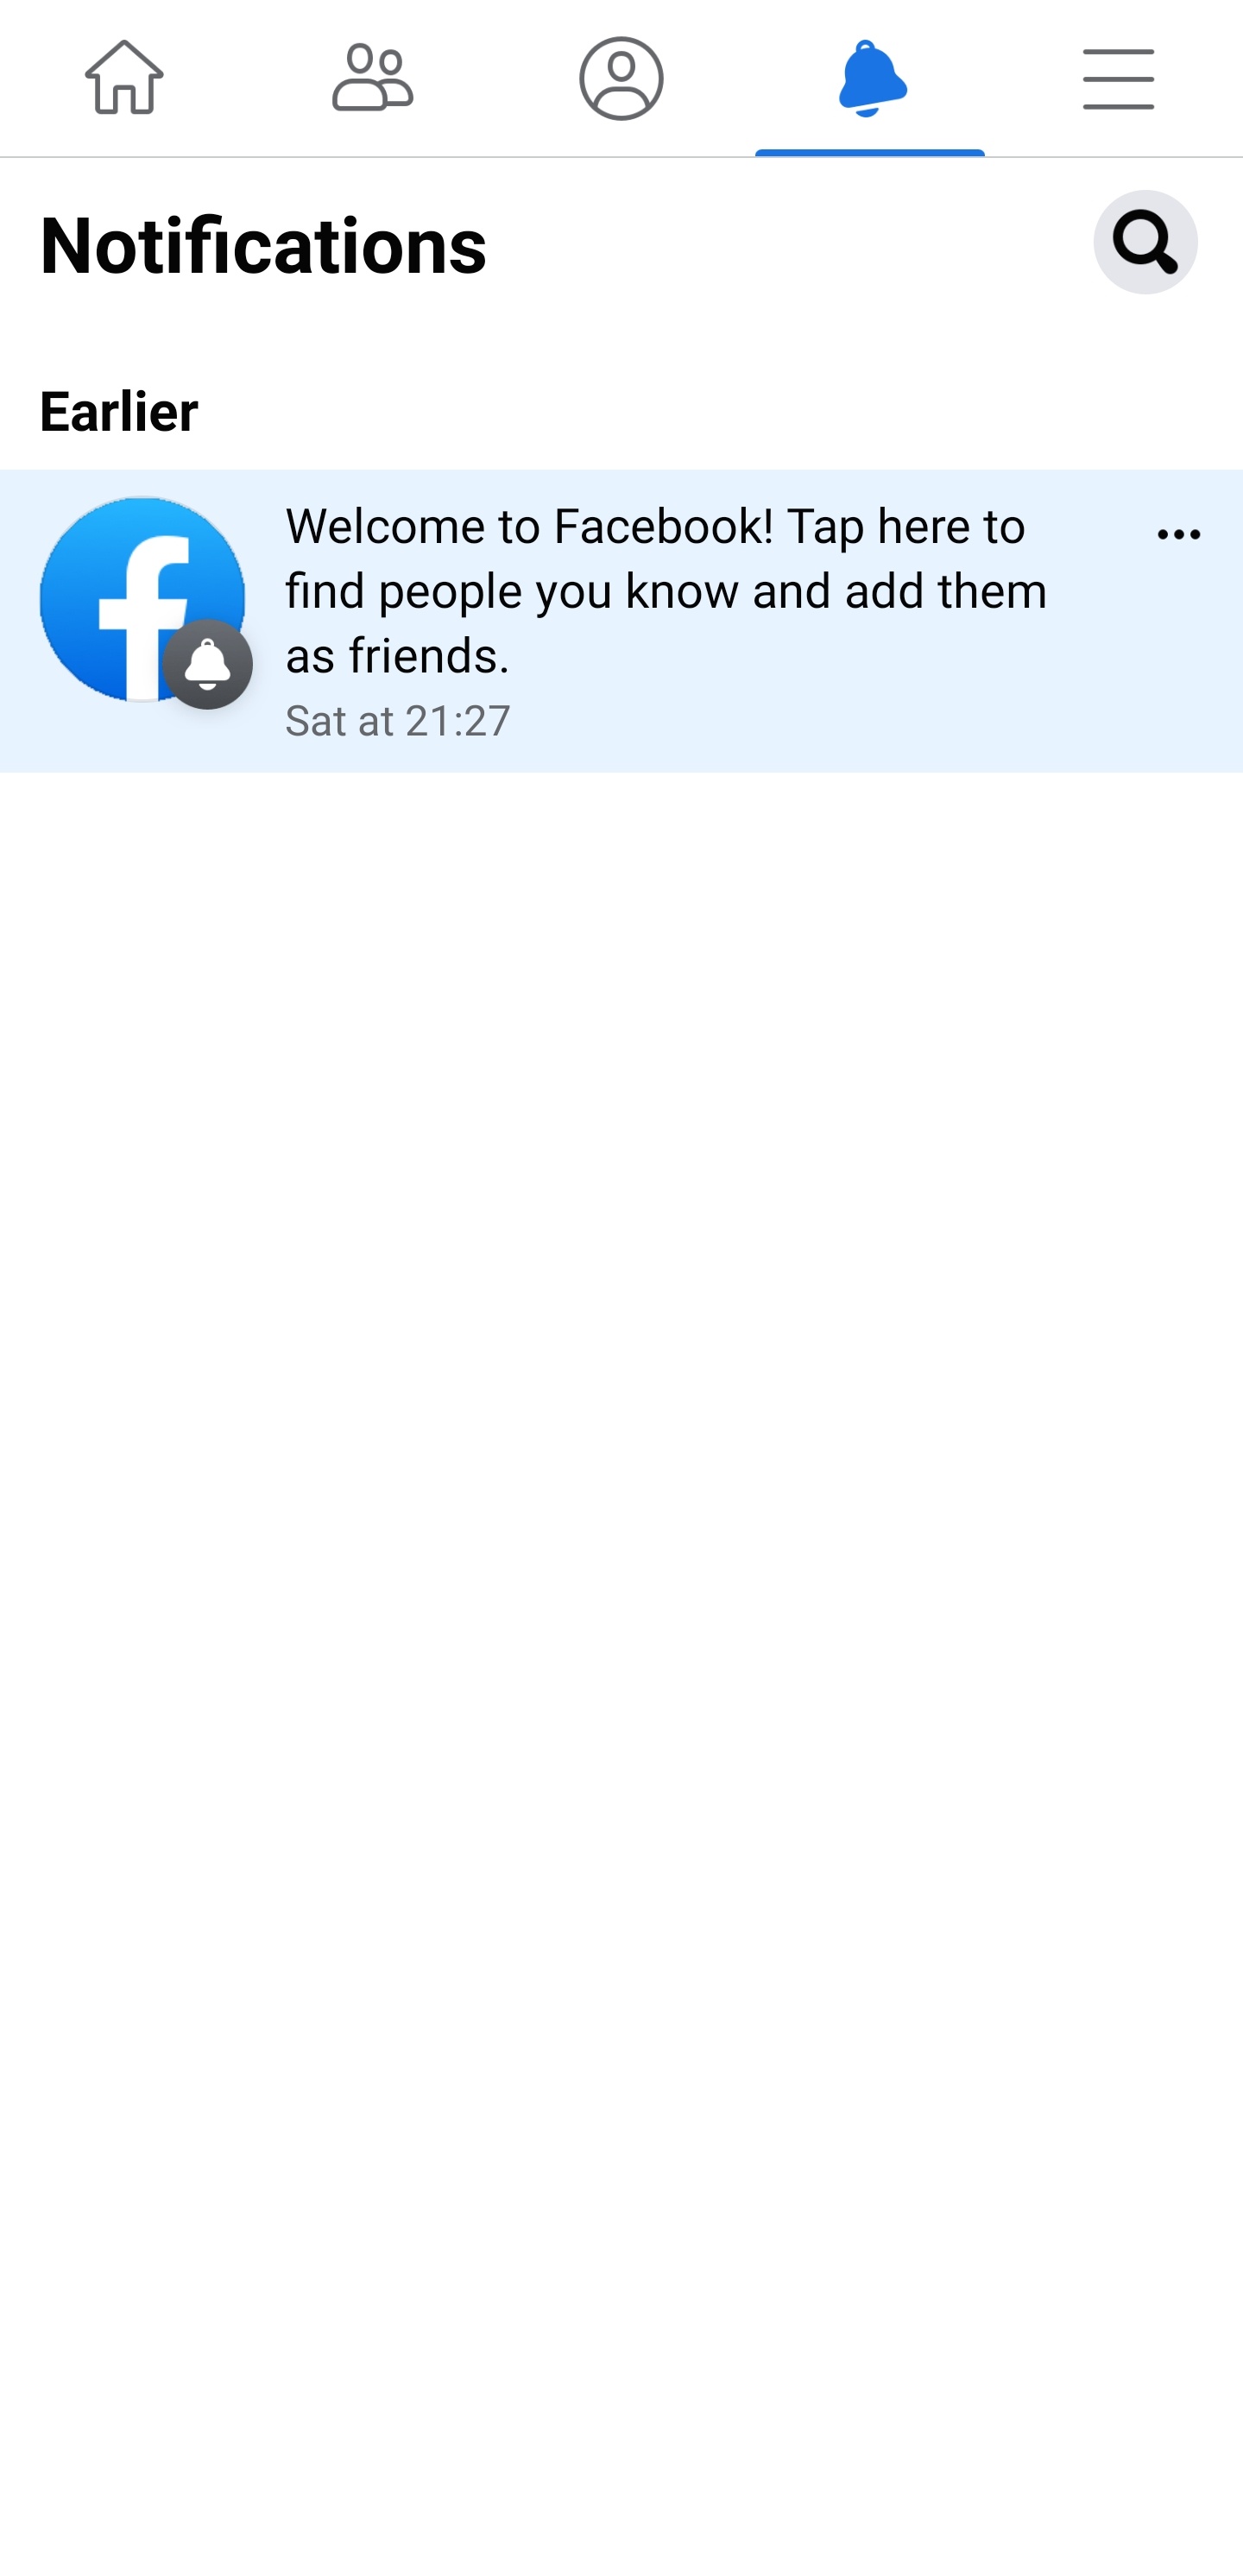 Notifications
Earlier
Welcome to Facebook! Tap here to
find people you know and add them
as friends.
Sat at 21:27